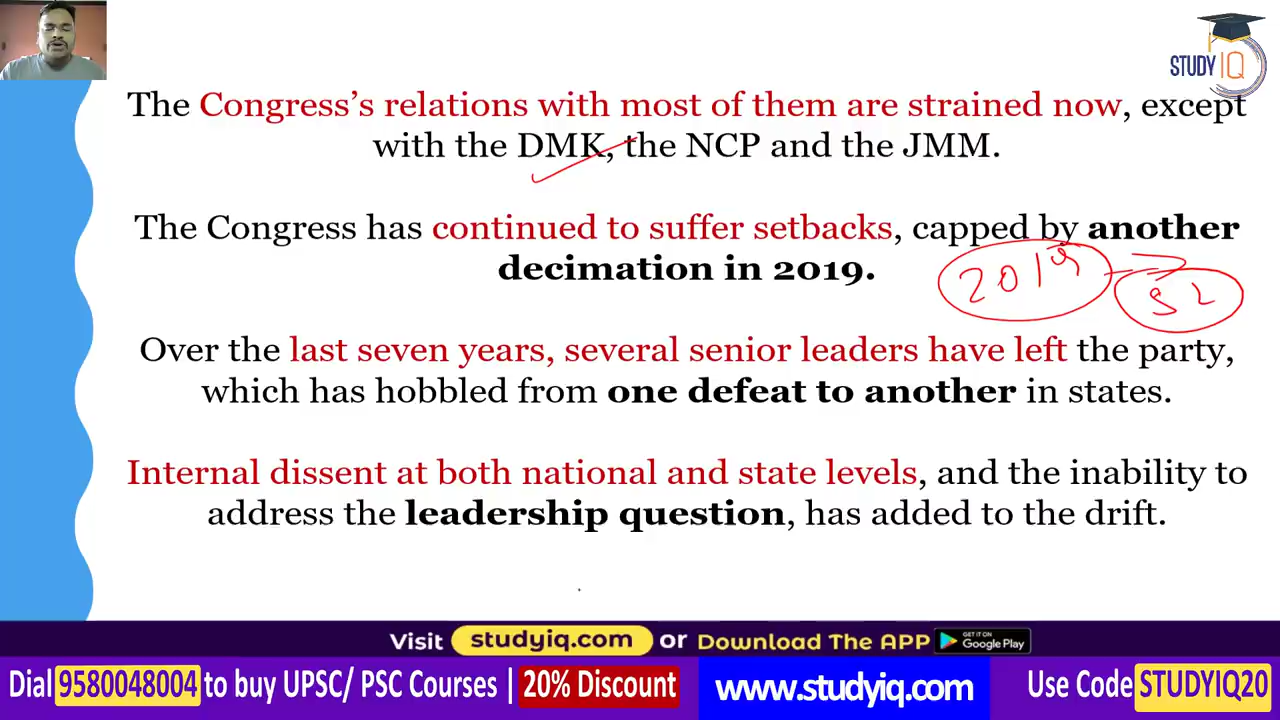 STUDY IQ
The Congress's relations with most of them are strained now, except
with the DMK, the NCP and the JMM.
The Congress has continued to suffer setbacks, capped by another
decimation in 2019.
2019
52
Over the last seven years, several senior leaders have left the party,
which has hobbled from one defeat to another in states.
Internal dissent at both national and state levels, and the inability to
address the leadership question, has added to the drift.
Visit studyiq.com or Download The APP GET IT ON Google Play
Dial 9580048004 to buy UPSC/ PSC Courses | 20% Discount www.studyiq.com Use Code STUDYIQ20